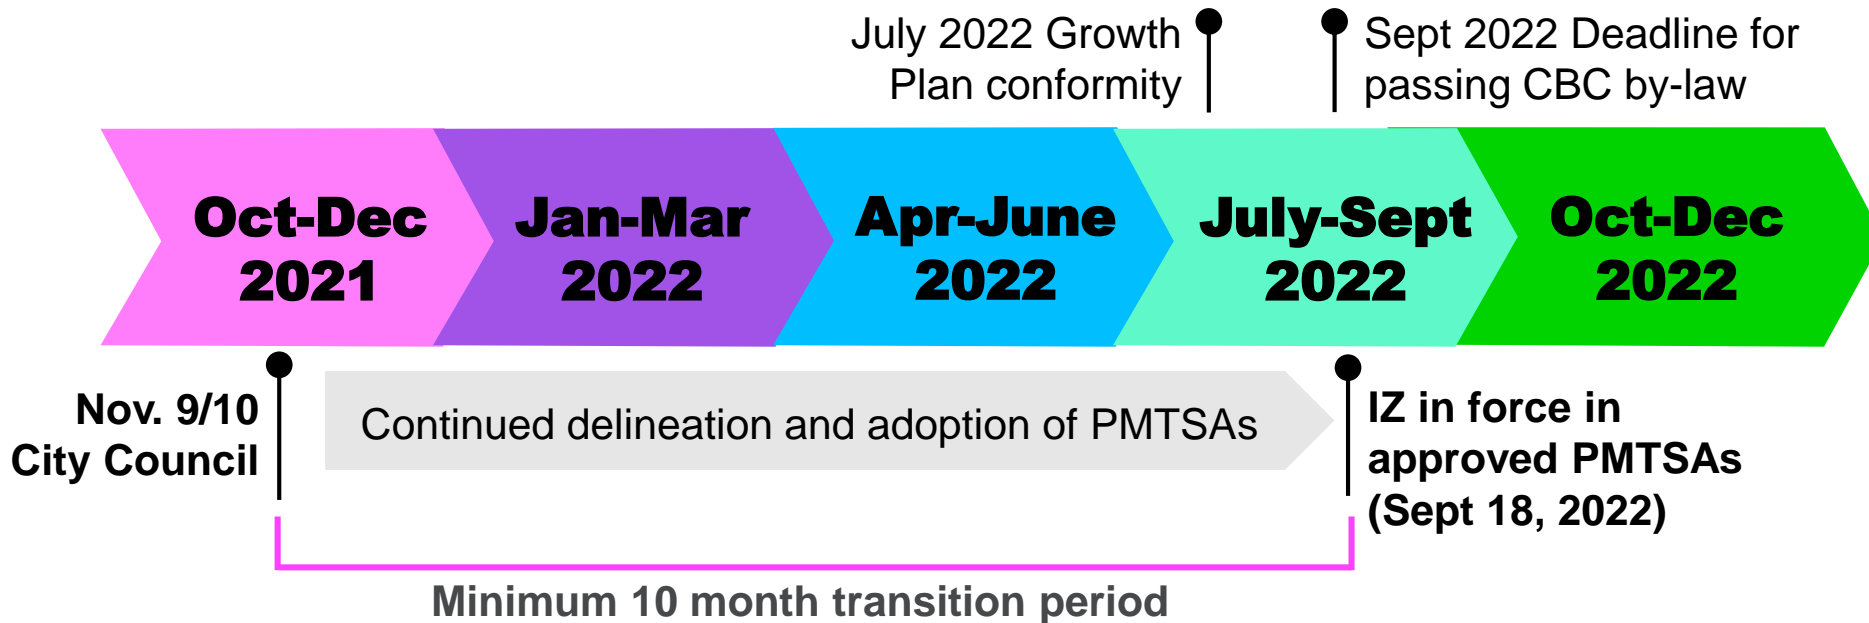 July 2022 Growth
Plan conformity
Sept 2022 Deadline for
passing CBC by-law
Oct-Dec
2021
Jan-Mar
2022
Apr-June
2022
July-Sept
2022
Oct-Dec
2022
Nov. 9/10
City Council
Continued delineation and adoption of PMTSAs
IZ in force in
approved PMTSAs
(Sept 18, 2022)
Minimum 10 month transition period